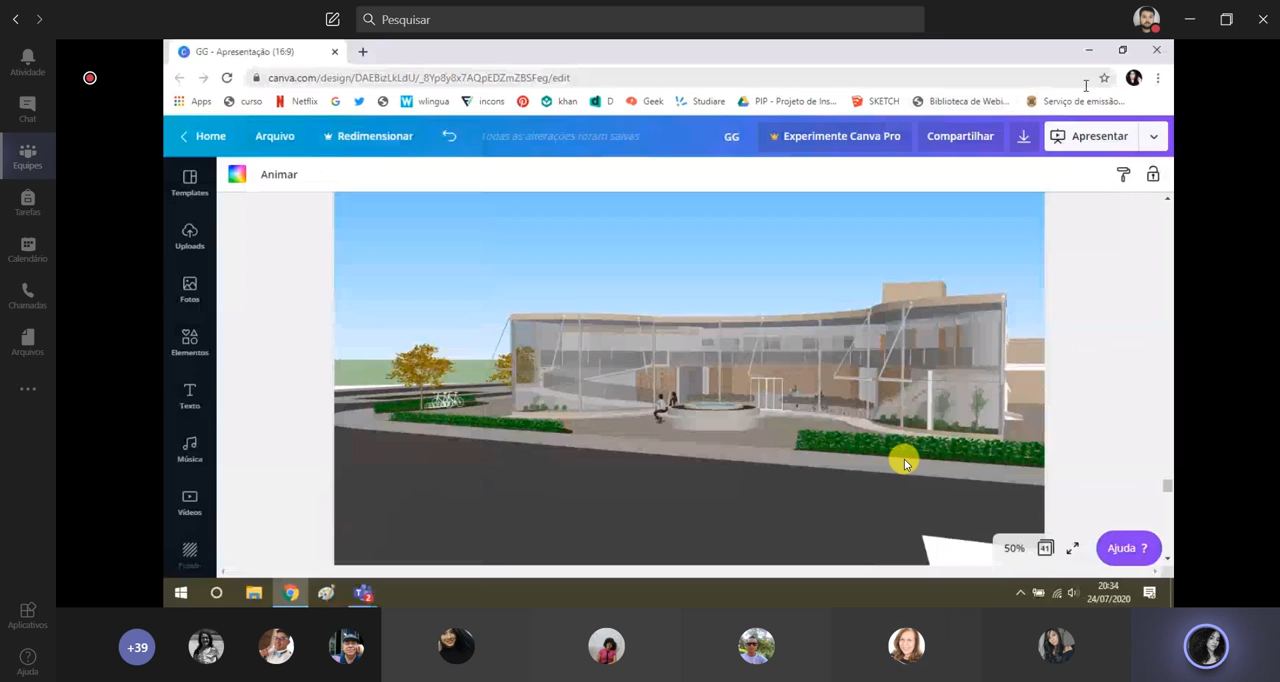 Pesquisar
Atividade
Chat
Equipes
Tarefas
Calendário
Chamadas
Arquivos
Aplicativos
Ajuda
GG - Apresentação (16:9)
canva.com/design/DAEBizLkLdU/_8Yp8y8x7AQpEDZmZBSFeg/edit
Apps curso Netflix wlingua incons khan D Geek Studiare PIP - Projeto de Ins... SKETCH Biblioteca de Webi... Serviço de emissão...
Home Arquivo Redimensionar Todas as alterações foram salvas GG Experimente Canva Pro Compartilhar Apresentar
Animar
Templates
Uploads
Fotos
Elementos
Texto
Música
Vídeos
50% 41 Ajuda ?
2
20:34
24/07/2020
+39